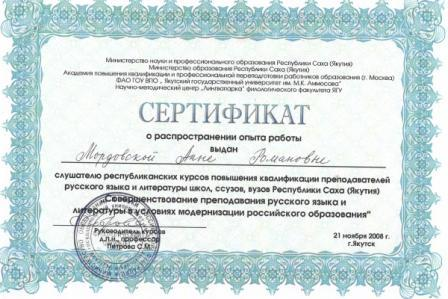 Министерство науки и профессионального образования Республики Саха (Якутия)
Министерство образования Республики Саха (Якутия)
Академия повышения квалификации и профессиональной переподготовки работников образования (г. Москва)
ФАО ГОУ ВПО „ Якутский государственный университет им. М.К. Аммосова"
Научно-методический центр „Лингвапарка" филологического факультета ЯГУ
СЕРТИФИКАТ
о распространении опыта работы
выдан
Мордовской Анне Романовне
слушателю республиканских курсов повышения квалификации преподавателей
русского языка и литературы школ, ссузов, вузов Республики Саха (Якутия)
"Совершенствование преподавания русского языка и
литературы в условиях модернизации российского образования"
Руководитель курсов
д.п.н., профессор
Петрова С.М.
21 ноября 2008 г.
г.Якутск